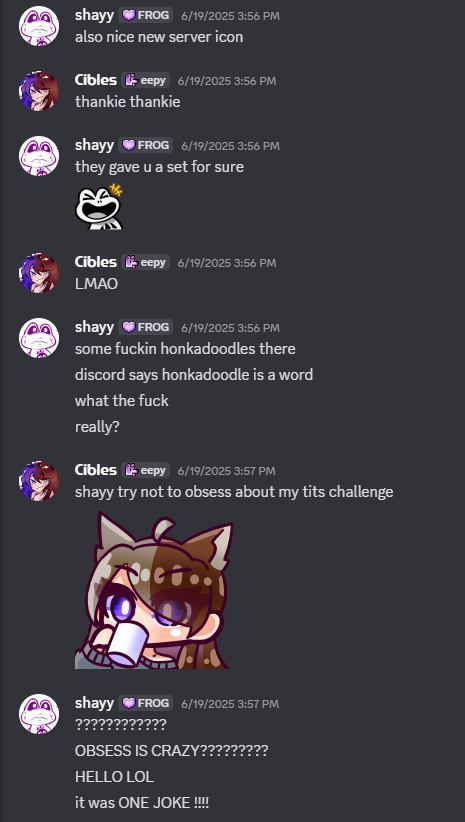 shayy FROG 6/19/2025 3:56 PM
also nice new server icon
Cibles eepy 6/19/2025 3:56 PM
thankie thankie
shayy FROG 6/19/2025 3:56 PM
they gave u a set for sure
Cibles eepy 6/19/2025 3:56 PM
LMAO
shayy FROG 6/19/2025 3:56 PM
some fuckin honkadoodles there
discord says honkadoodle is a word
what the fuck
really?
Cibles eepy 6/19/2025 3:57 PM
shayy try not to obsess about my tits challenge
shayy FROG 6/19/2025 3:57 PM
????????????
OBSESS IS CRAZY?????????
HELLO LOL
it was ONE JOKE !!!!